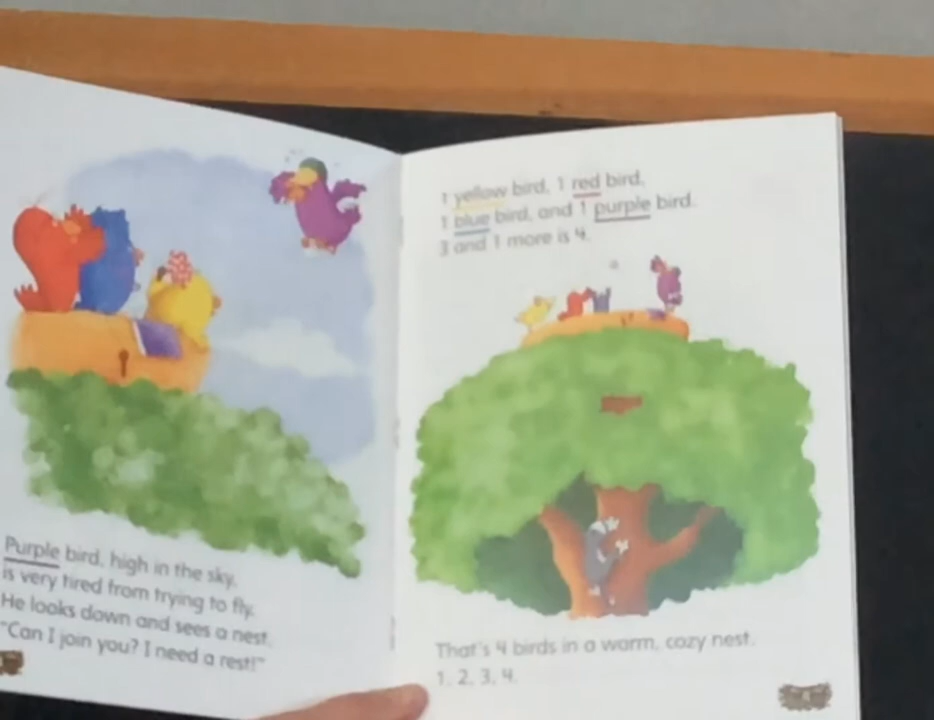 Purple bird, high in the sky,
is very tired from trying to fly.
He looks down and sees a nest.
"Can I join you? I need a rest!"
1 yellow bird, 1 red bird,
1 blue bird, and 1 purple bird.
3 and 1 more is 4.
That's 4 birds in a warm, cozy nest.
1, 2, 3, 4.